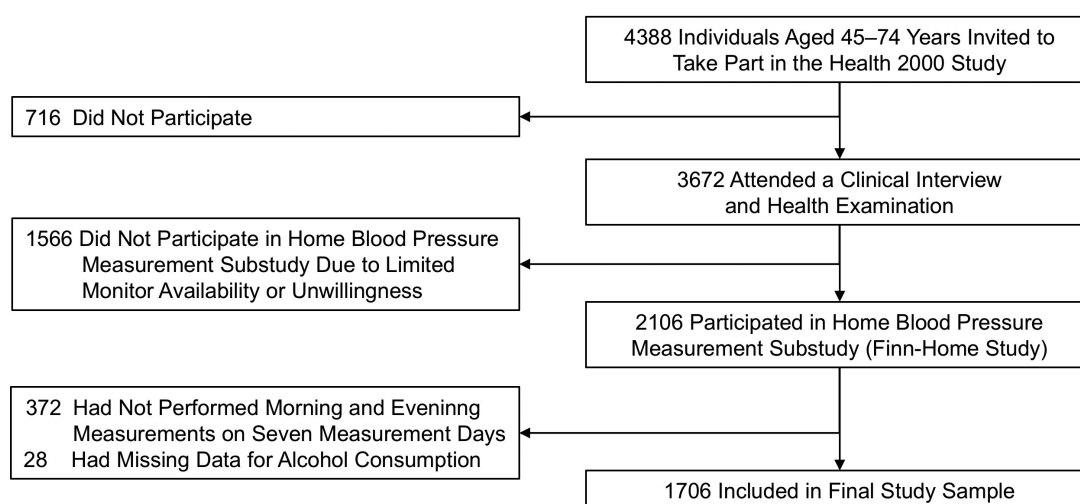 4388 Individuals Aged 45–74 Years Invited to
Take Part in the Health 2000 Study
716 Did Not Participate
3672 Attended a Clinical Interview
and Health Examination
1566 Did Not Participate in Home Blood Pressure
Measurement Substudy Due to Limited
Monitor Availability or Unwillingness
2106 Participated in Home Blood Pressure
Measurement Substudy (Finn-Home Study)
372 Had Not Performed Morning and Eveninng
Measurements on Seven Measurement Days
28 Had Missing Data for Alcohol Consumption
1706 Included in Final Study Sample